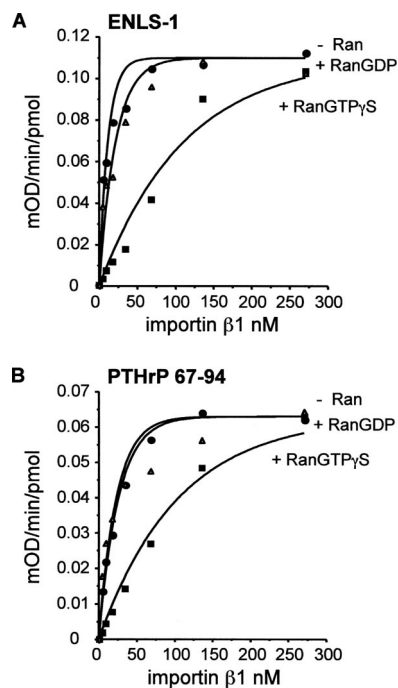 A
ENLS-1
mOD/min/pmol
0.12
0.10
0.08
0.06
0.04
0.02
0
- Ran
+ RanGDP
+ RanGTPγS
0 50 100 150 200 250 300
importin β1 nM
B
PTHrP 67-94
mOD/min/pmol
0.07
0.06
0.05
0.04
0.03
0.02
0.01
0
- Ran
+ RanGDP
+ RanGTPγS
0 50 100 150 200 250 300
importin β1 nM